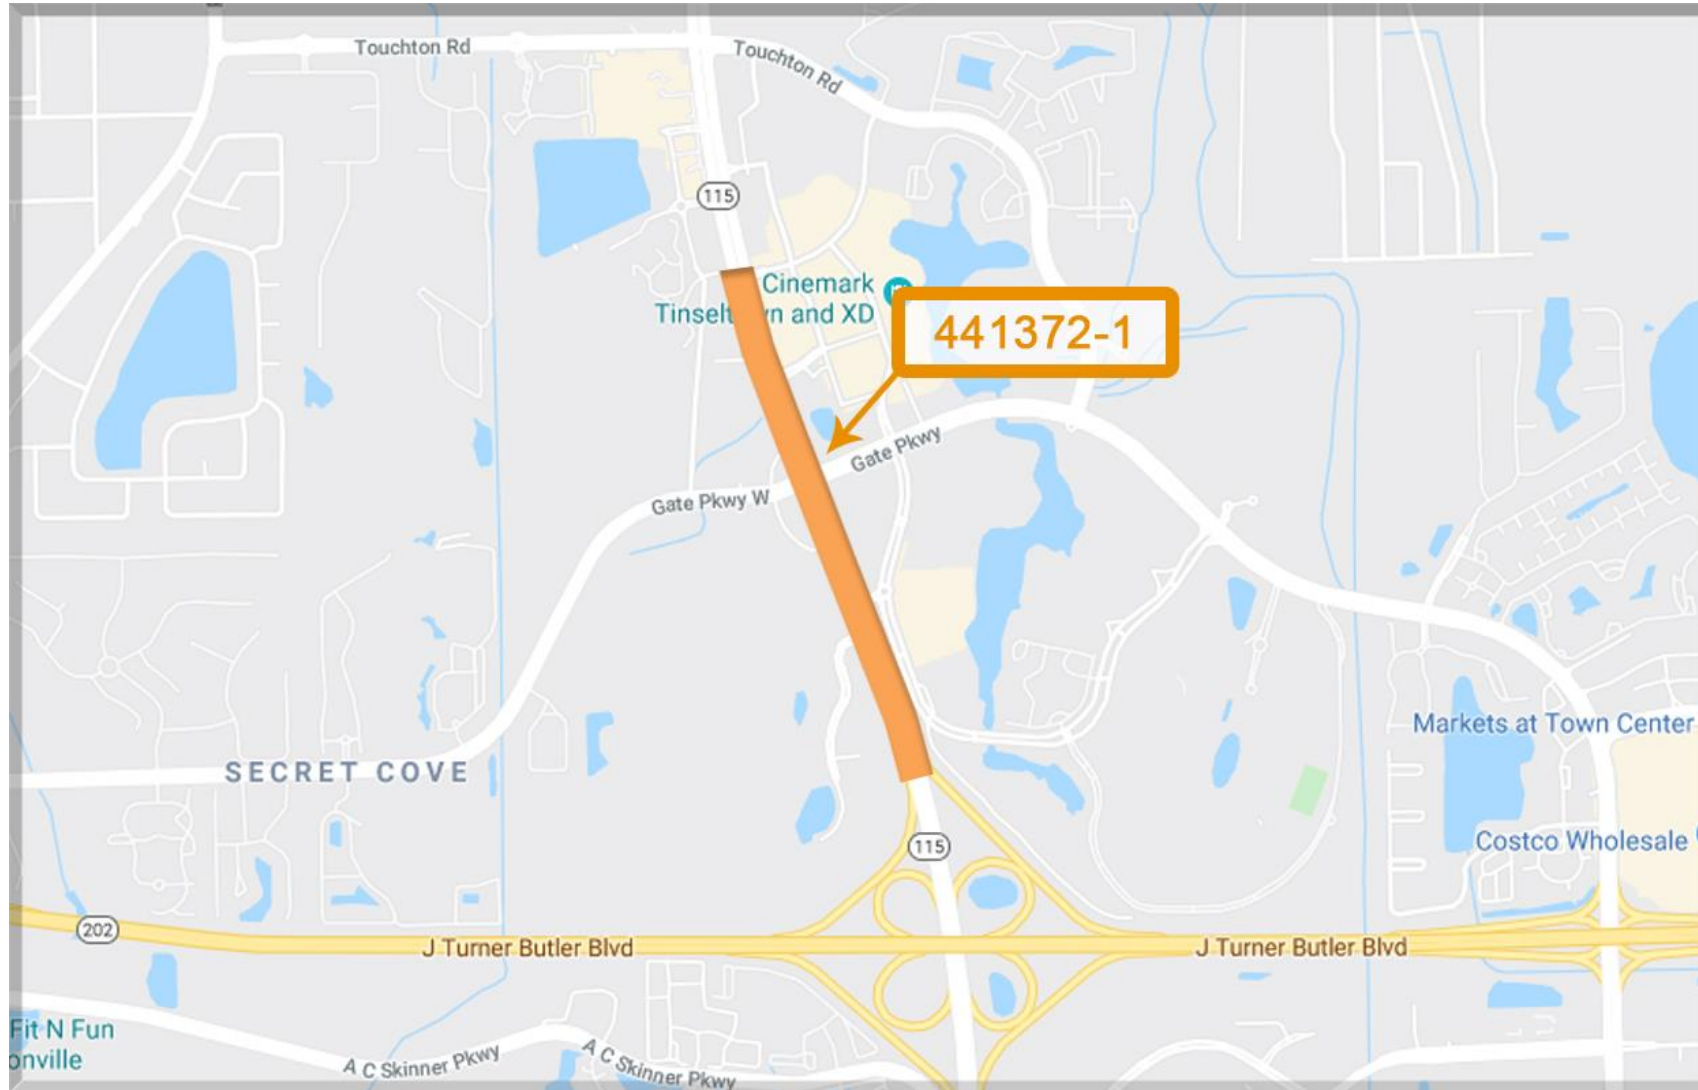 Touchton Rd
Touchton Rd
115
Cinemark
Tinselt n and XD
441372-1
Gate Pkwy
Gate Pkwy W
Markets at Town Center
SECRET COVE
115
Costco Wholesale
202
J Turner Butler Blvd
J Turner Butler Blvd
Fit N Fun
onville
A C Skinner Pkwy
A C Skinner Pkwy